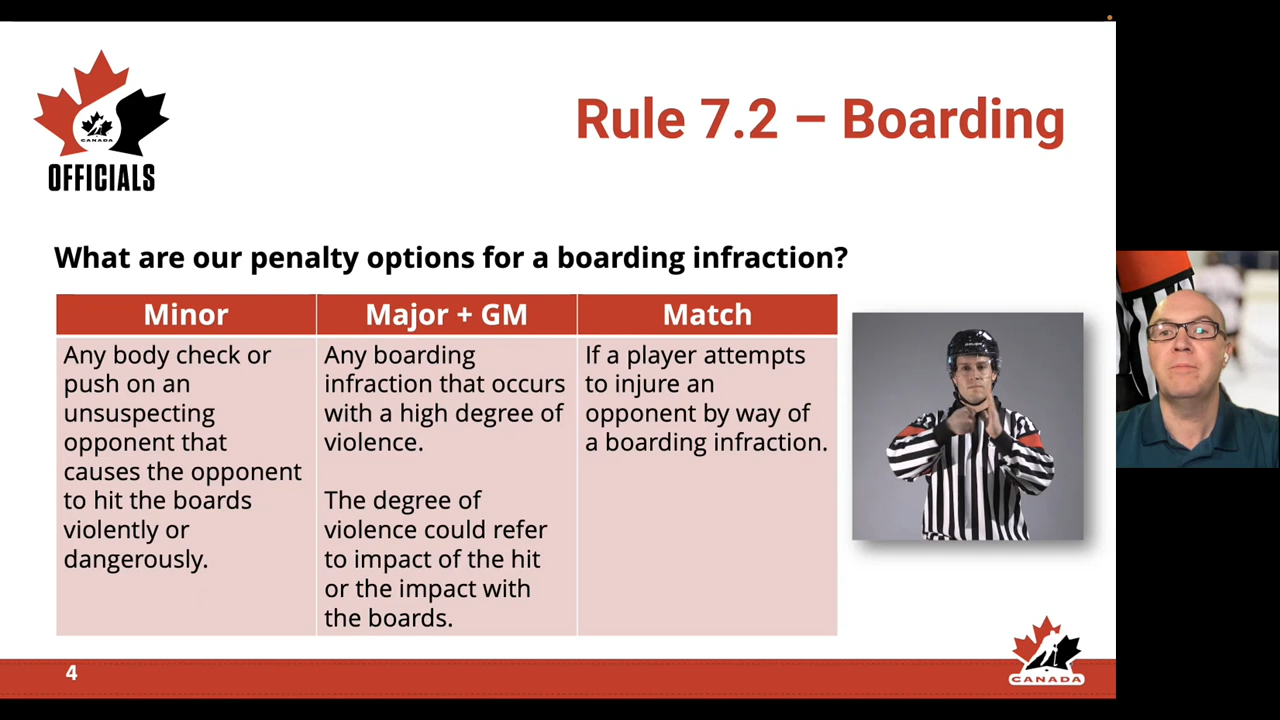 Rule 7.2 – Boarding
CANADA
OFFICIALS
What are our penalty options for a boarding infraction?
Minor
Any body check or
push on an
unsuspecting
opponent that
causes the opponent
to hit the boards
violently or
dangerously.
Major + GM
Any boarding
infraction that occurs
with a high degree of
violence.
The degree of
violence could refer
to impact of the hit
or the impact with
the boards.
Match
If a player attempts
to injure an
opponent by way of
a boarding infraction.
4
CANADA